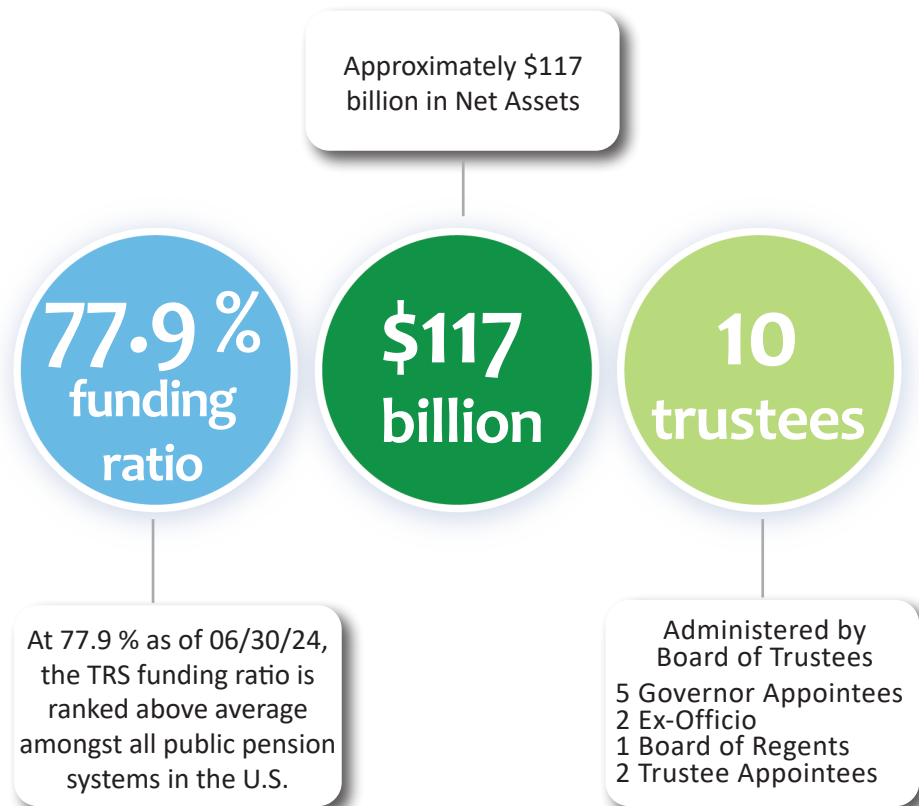 Approximately $117
billion in Net Assets
77.9 %
funding
ratio
$117
billion
10
trustees
At 77.9 % as of 06/30/24,
the TRS funding ratio is
ranked above average
amongst all public pension
systems in the U.S.
Administered by
Board of Trustees
5 Governor Appointees
2 Ex-Officio
1 Board of Regents
2 Trustee Appointees